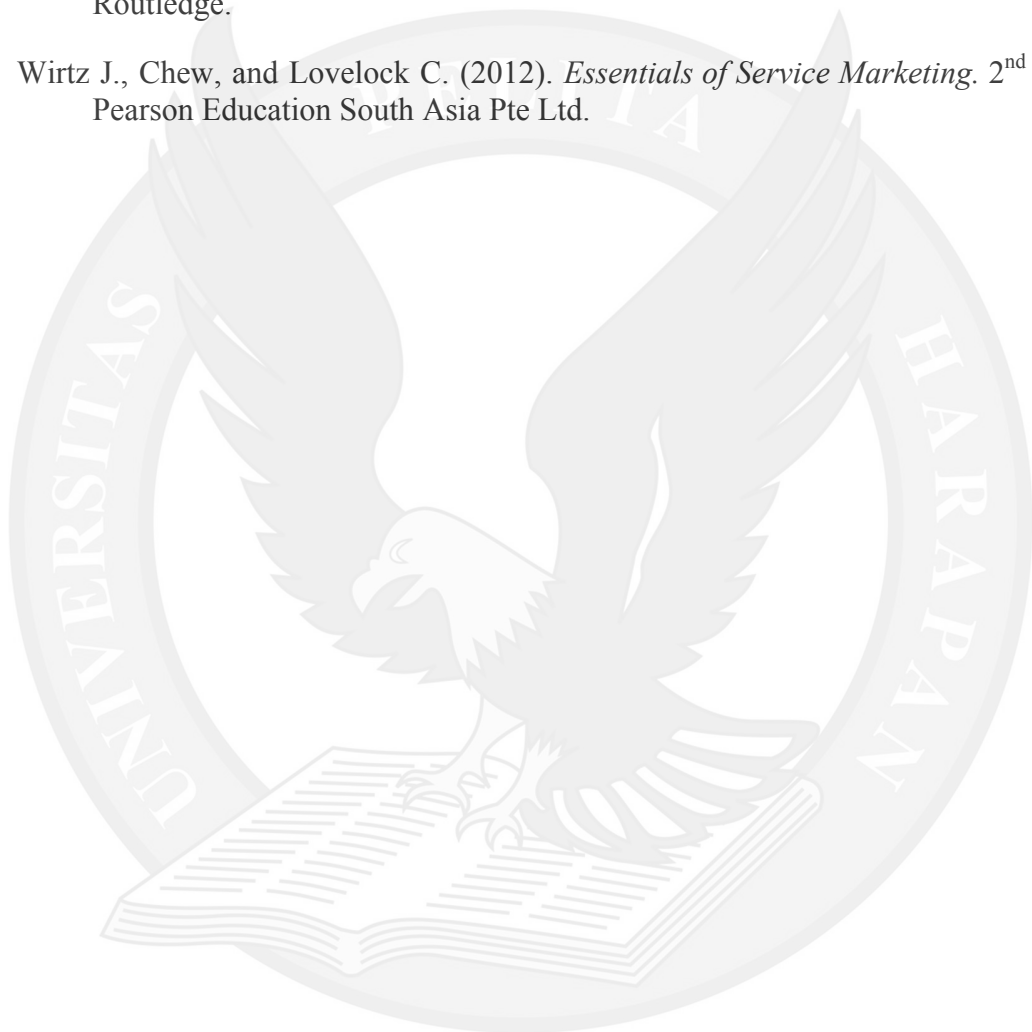 Routledge.
Wirtz J., Chew, and Lovelock C. (2012). Essentials of Service Marketing. 2nd
Pearson Education South Asia Pte Ltd.
UNIVERSITAS PELITA HARAPAN